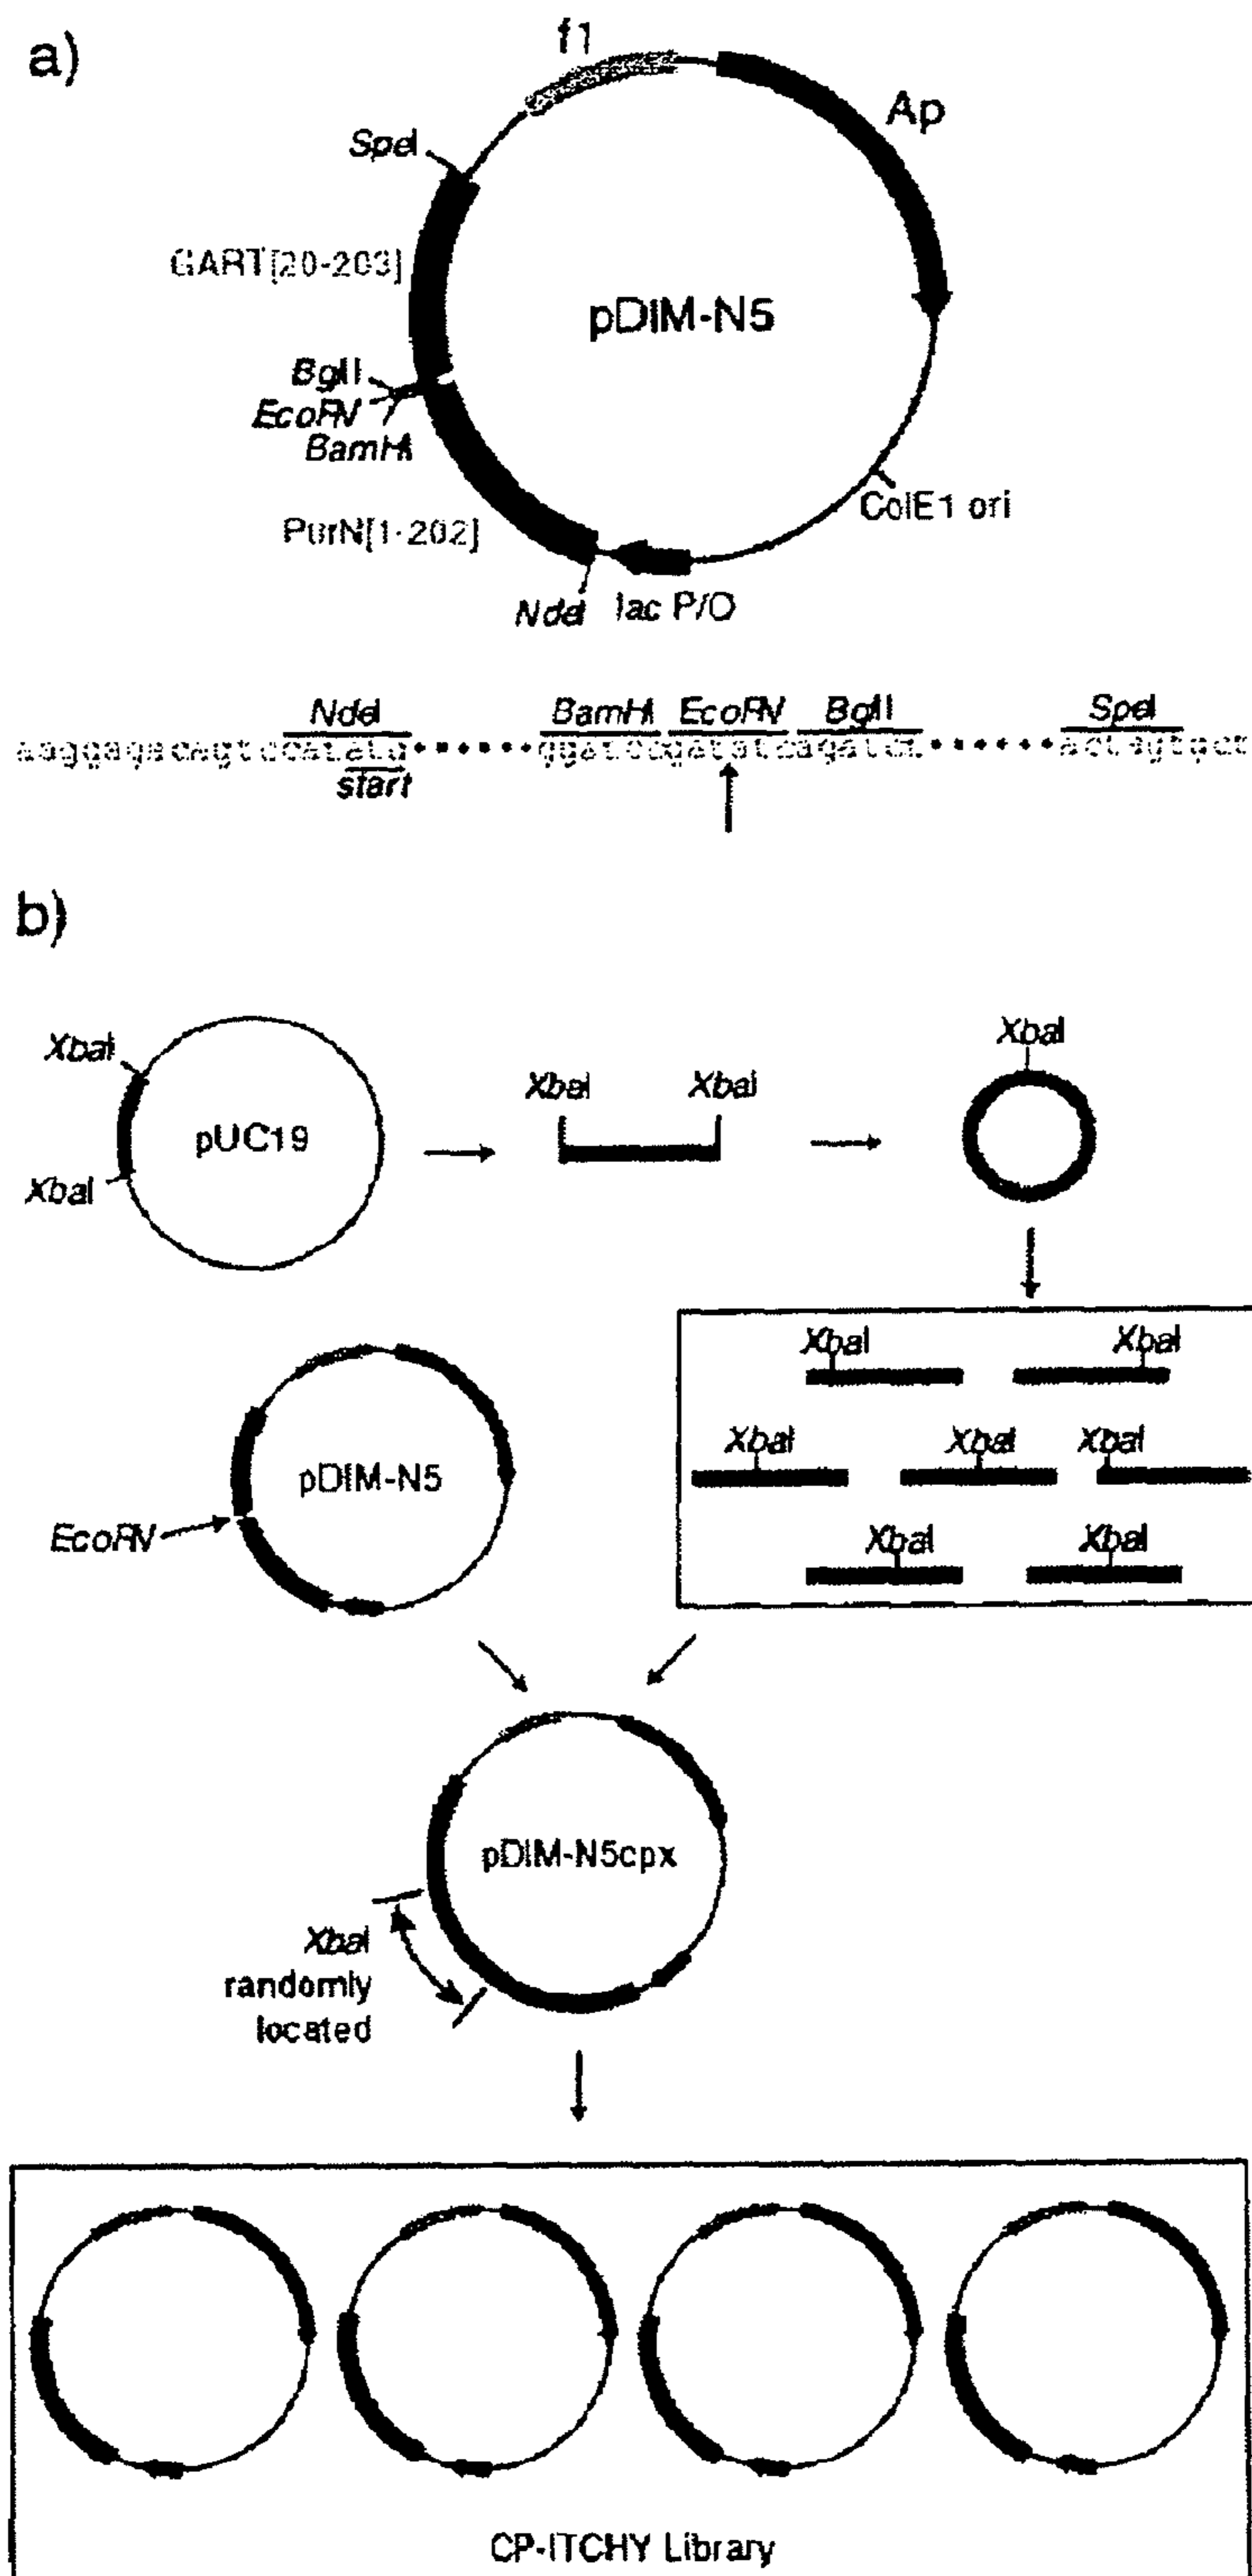 a)
f1
Ap
SpeI
GART[20-203]
pDIM-N5
BglII
EcoRV
BamHI
ColE1 ori
PurN[1-202]
NdeI
lac P/O
NdeI BamHI EcoRV BglII SpeI
start
b)
XbaI
XbaI
pUC19
XbaI XbaI
XbaI
XbaI XbaI
XbaI XbaI XbaI
XbaI XbaI
pDIM-N5
EcoRV
pDIM-N5cpx
XbaI
randomly
located
CP-ITCHY Library